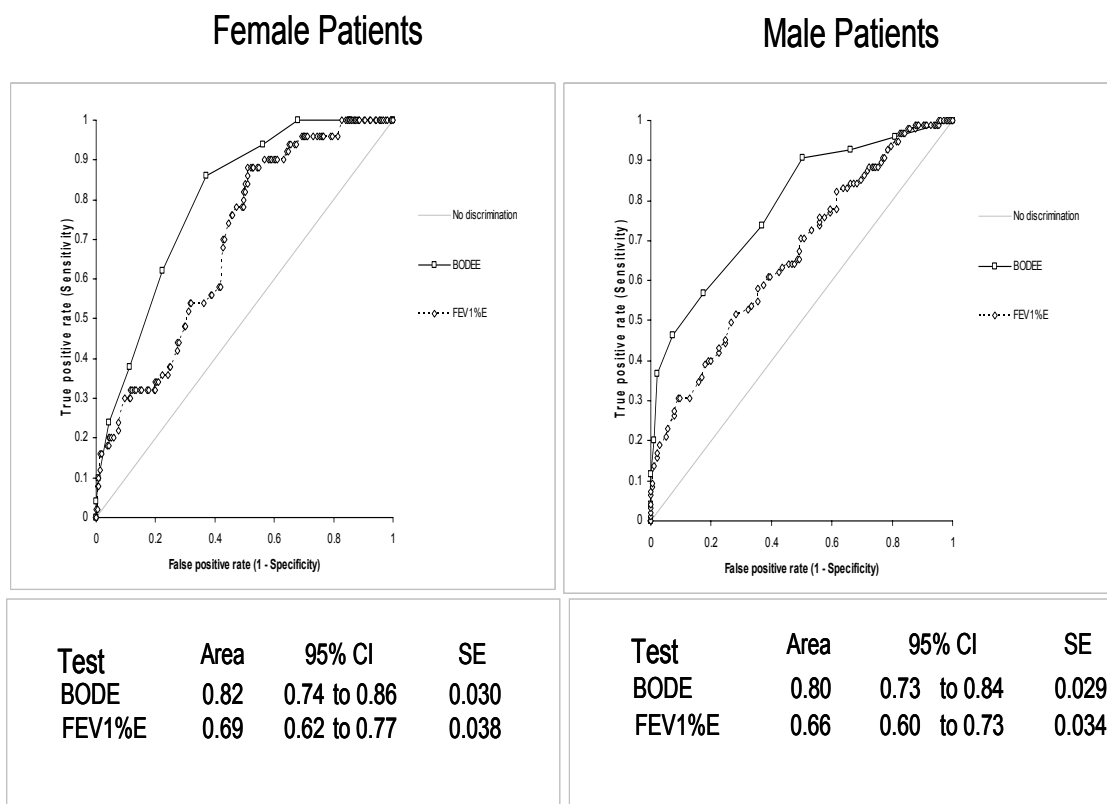 Female Patients
Male Patients
1
0.9
0.8
0.7
0.6
0.5
0.4
0.3
0.2
0.1
0
True positive rate (Sensitivity)
0 0.2 0.4 0.6 0.8 1
False positive rate (1 - Specificity)
No discrimination
BODEE
FEV1%E
1
0.9
0.8
0.7
0.6
0.5
0.4
0.3
0.2
0.1
0
True positive rate (Sensitivity)
0 0.2 0.4 0.6 0.8 1
False positive rate (1 - Specificity)
No discrimination
BODEE
FEV1%E
Test Area 95% CI SE
BODE 0.82 0.74 to 0.86 0.030
FEV1%E 0.69 0.62 to 0.77 0.038
Test Area 95% CI SE
BODE 0.80 0.73 to 0.84 0.029
FEV1%E 0.66 0.60 to 0.73 0.034